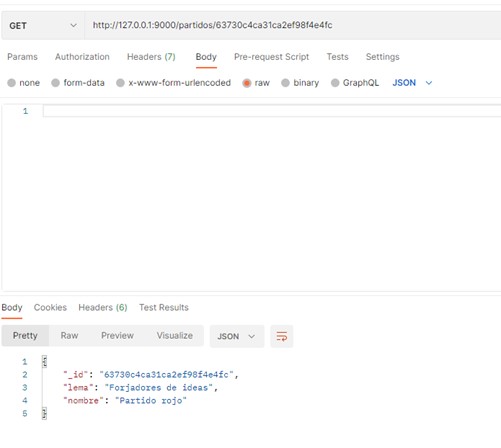 GET http://127.0.0.1:9000/partidos/63730c4ca31ca2ef98f4e4fc
Params Authorization Headers (7) Body Pre-request Script Tests Settings
none form-data x-www-form-urlencoded raw binary GraphQL JSON
1
Body Cookies Headers (6) Test Results
Pretty Raw Preview Visualize JSON
1 {
2 "_id": "63730c4ca31ca2ef98f4e4fc",
3 "lema": "Forjadores de ideas",
4 "nombre": "Partido rojo"
5 }